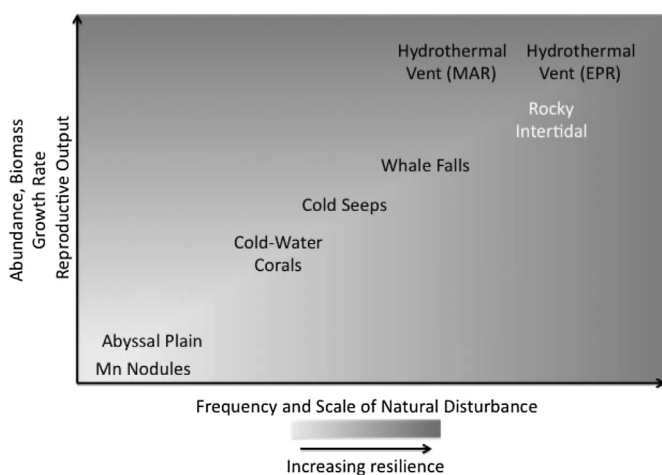 Abundance, Biomass
Growth Rate
Reproductive Output
Hydrothermal
Vent (MAR)
Hydrothermal
Vent (EPR)
Rocky
Intertidal
Whale Falls
Cold Seeps
Cold-Water
Corals
Abyssal Plain
Mn Nodules
Frequency and Scale of Natural Disturbance
Increasing resilience